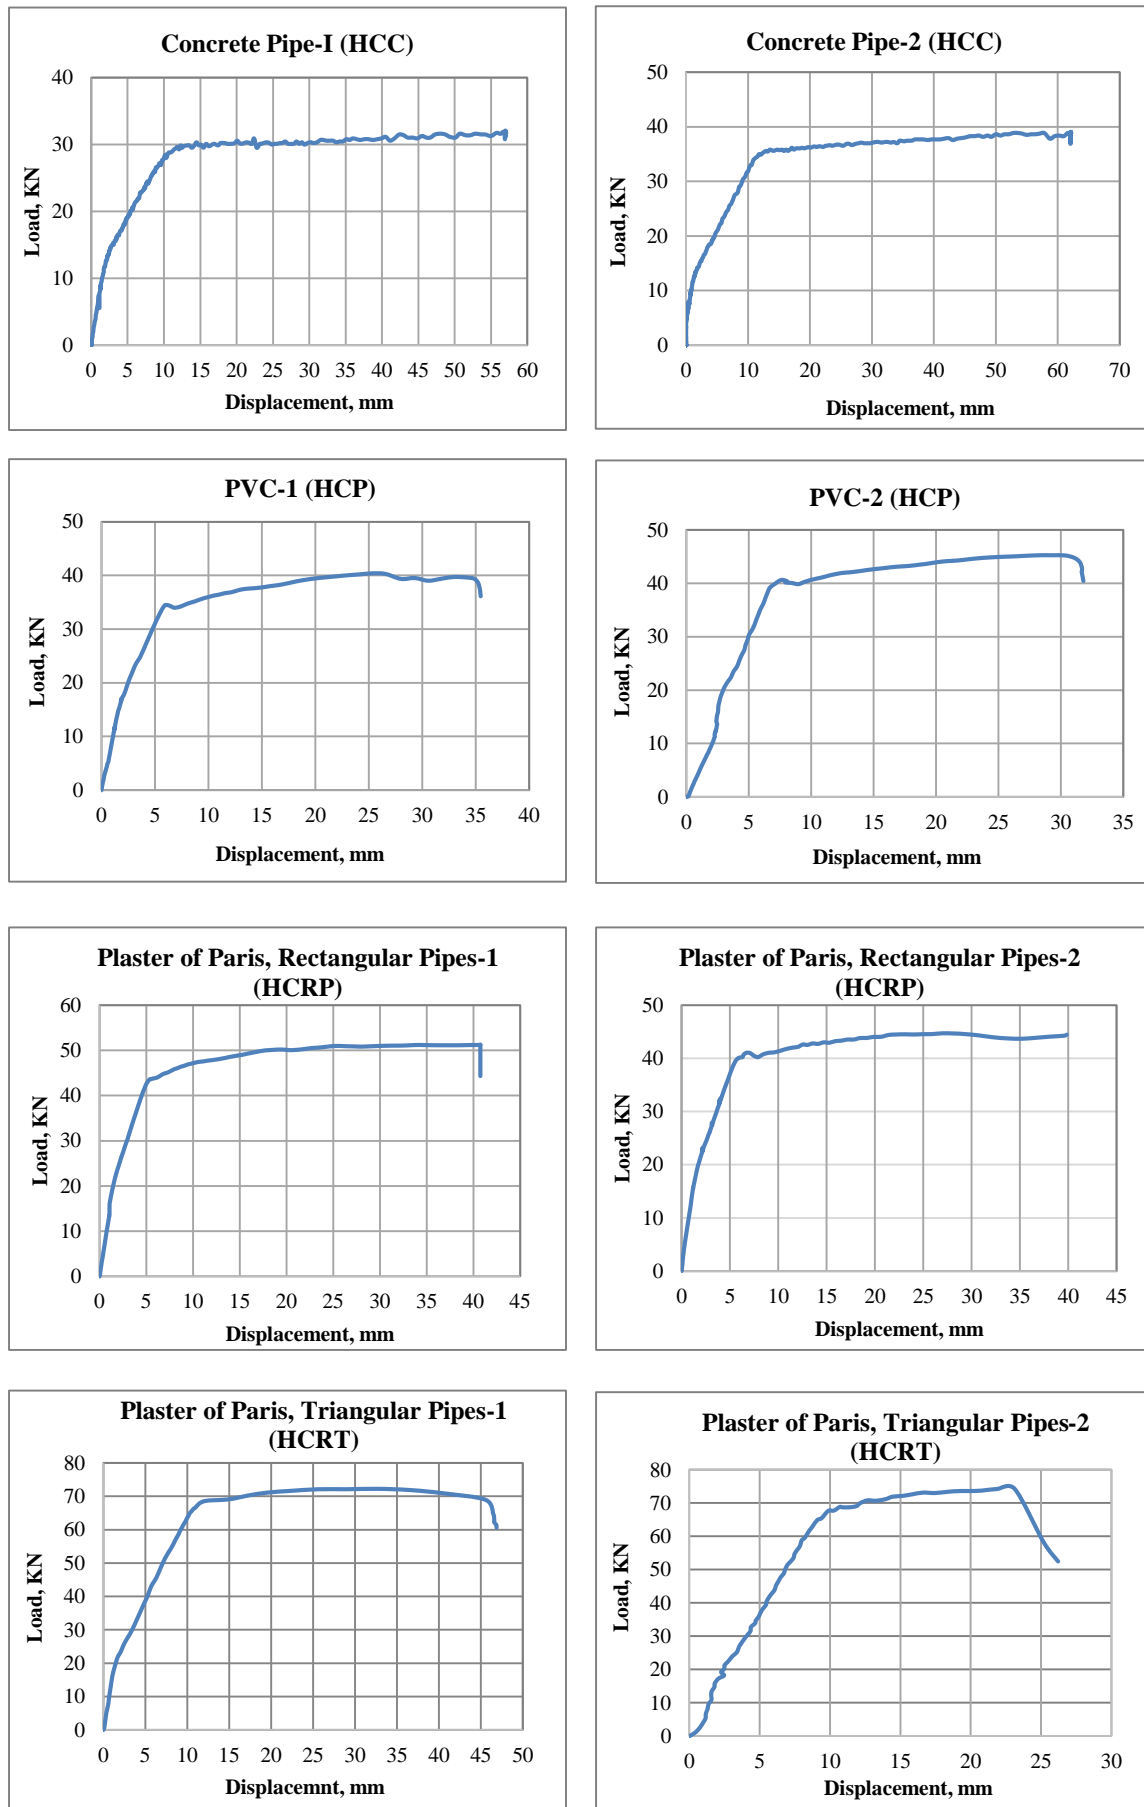 Concrete Pipe-I (HCC)
40
30
20
10
0
Load, KN
0 5 10 15 20 25 30 35 40 45 50 55 60
Displacement, mm
Concrete Pipe-2 (HCC)
50
40
30
20
10
0
Load, KN
0 10 20 30 40 50 60 70
Displacement, mm
PVC-1 (HCP)
50
40
30
20
10
0
Load, KN
0 5 10 15 20 25 30 35 40
Displacement, mm
PVC-2 (HCP)
50
40
30
20
10
0
Load, KN
0 5 10 15 20 25 30 35
Displacement, mm
Plaster of Paris, Rectangular Pipes-1
(HCRP)
60
50
40
30
20
10
0
Load, KN
0 5 10 15 20 25 30 35 40 45
Displacement, mm
Plaster of Paris, Rectangular Pipes-2
(HCRP)
50
40
30
20
10
0
Load, KN
0 5 10 15 20 25 30 35 40 45
Displacement, mm
Plaster of Paris, Triangular Pipes-1
(HCRT)
80
70
60
50
40
30
20
10
0
Load, KN
0 5 10 15 20 25 30 35 40 45 50
Displacemnt, mm
Plaster of Paris, Triangular Pipes-2
(HCRT)
80
70
60
50
40
30
20
10
0
Load, KN
0 5 10 15 20 25 30
Displacement, mm